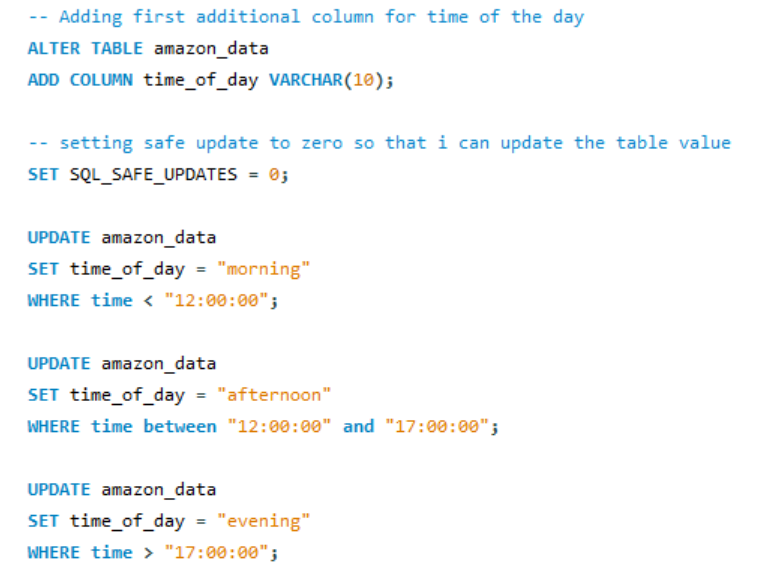 -- Adding first additional column for time of the day
ALTER TABLE amazon_data
ADD COLUMN time_of_day VARCHAR(10);
-- setting safe update to zero so that i can update the table value
SET SQL_SAFE_UPDATES = 0;
UPDATE amazon_data
SET time_of_day = "morning"
WHERE time < "12:00:00";
UPDATE amazon_data
SET time_of_day = "afternoon"
WHERE time between "12:00:00" and "17:00:00";
UPDATE amazon_data
SET time_of_day = "evening"
WHERE time > "17:00:00";